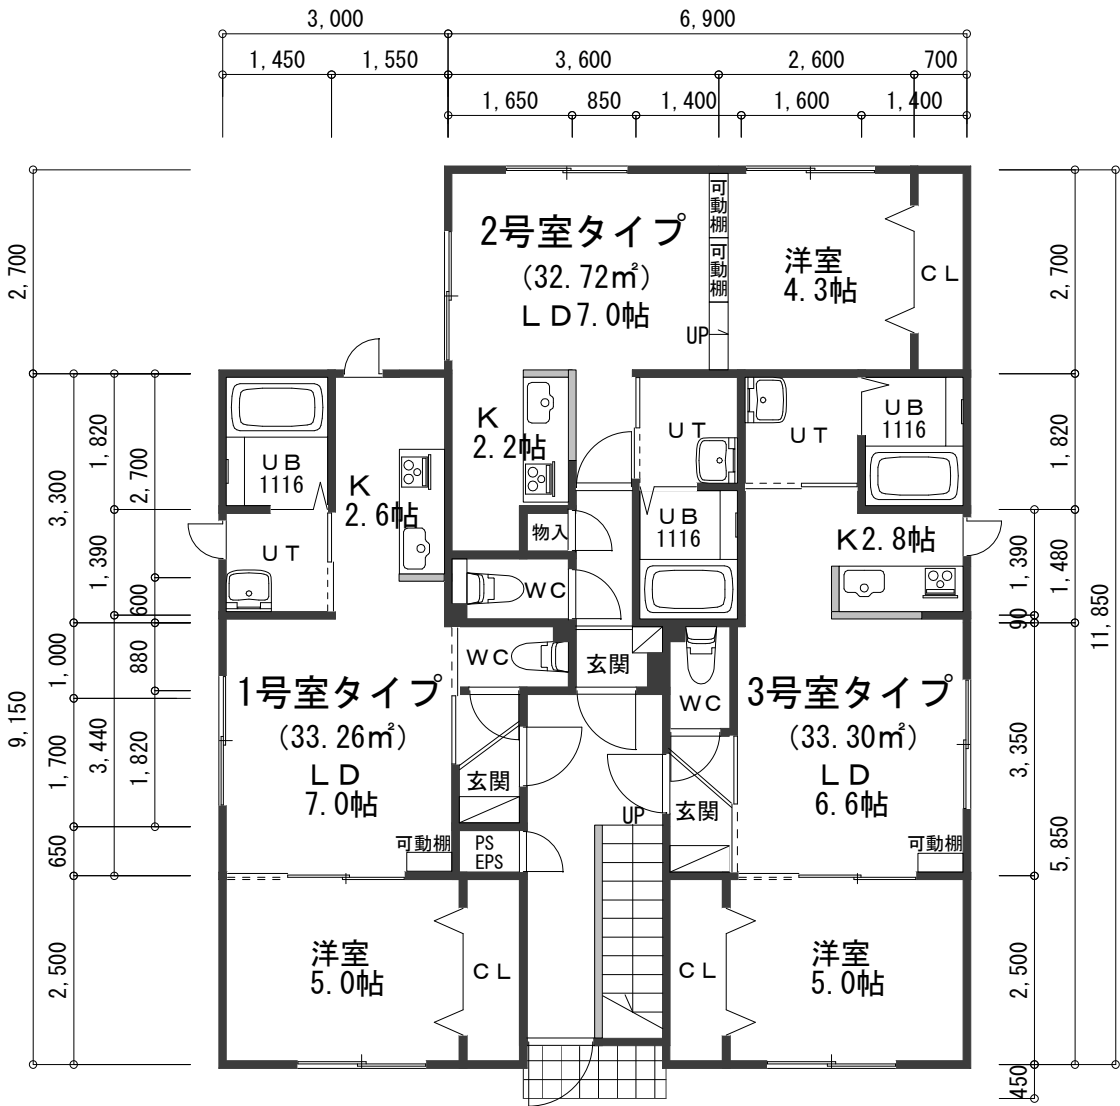 3,000
6,900
1,450
1,550
3,600
2,600
700
1,650
850
1,400
1,600
1,400
2号室タイプ
(32.72㎡)
ＬＤ7.0帖
可動棚
可動棚
UP
洋室
4.3帖
ＣＬ
Ｋ
2.2帖
ＵＴ
ＵＢ
1116
物入
ＷＣ
玄関
ＵＢ
1116
ＵＴ
Ｋ
2.6帖
ＷＣ
1号室タイプ
(33.26㎡)
ＬＤ
7.0帖
玄関
可動棚
PS
EPS
洋室
5.0帖
ＣＬ
UP
ＵＴ
ＵＢ
1116
Ｋ2.8帖
ＷＣ
3号室タイプ
(33.30㎡)
ＬＤ
6.6帖
玄関
可動棚
ＣＬ
洋室
5.0帖
2,700
9,150
3,300
1,000
1,700
650
2,500
1,820
1,390
3,440
2,700
600
880
1,820
2,700
1,820
1,480
5,850
11,850
1,390
90
3,350
2,500
450